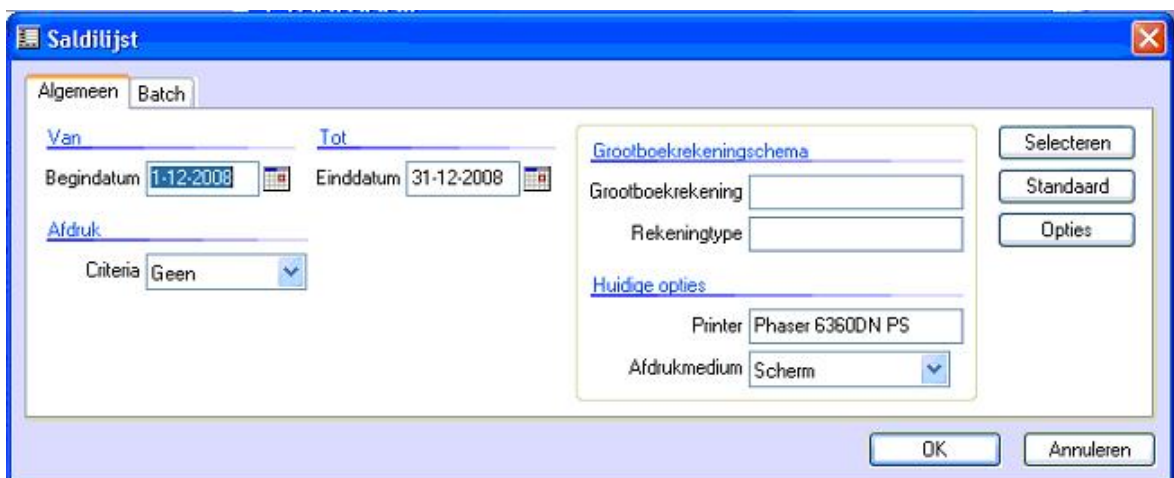 Saldilijst
Algemeen Batch
Van
Begindatum 1-12-2008
Tot
Einddatum 31-12-2008
Afdruk
Criteria Geen
Grootboekrekeningschema
Grootboekrekening
Rekeningtype
Huidige opties
Printer Phaser 6360DN PS
Afdrukmedium Scherm
Selecteren
Standaard
Opties
OK Annuleren